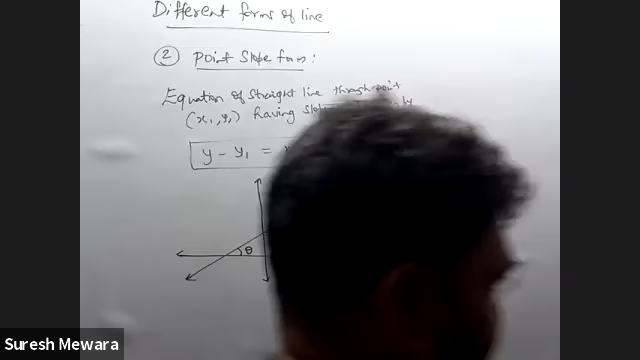 Different forms of line
② Point Slope form:
Equation of straight line through point
(x₁, y₁) having slope
y - y₁ =
θ
Suresh Mewara